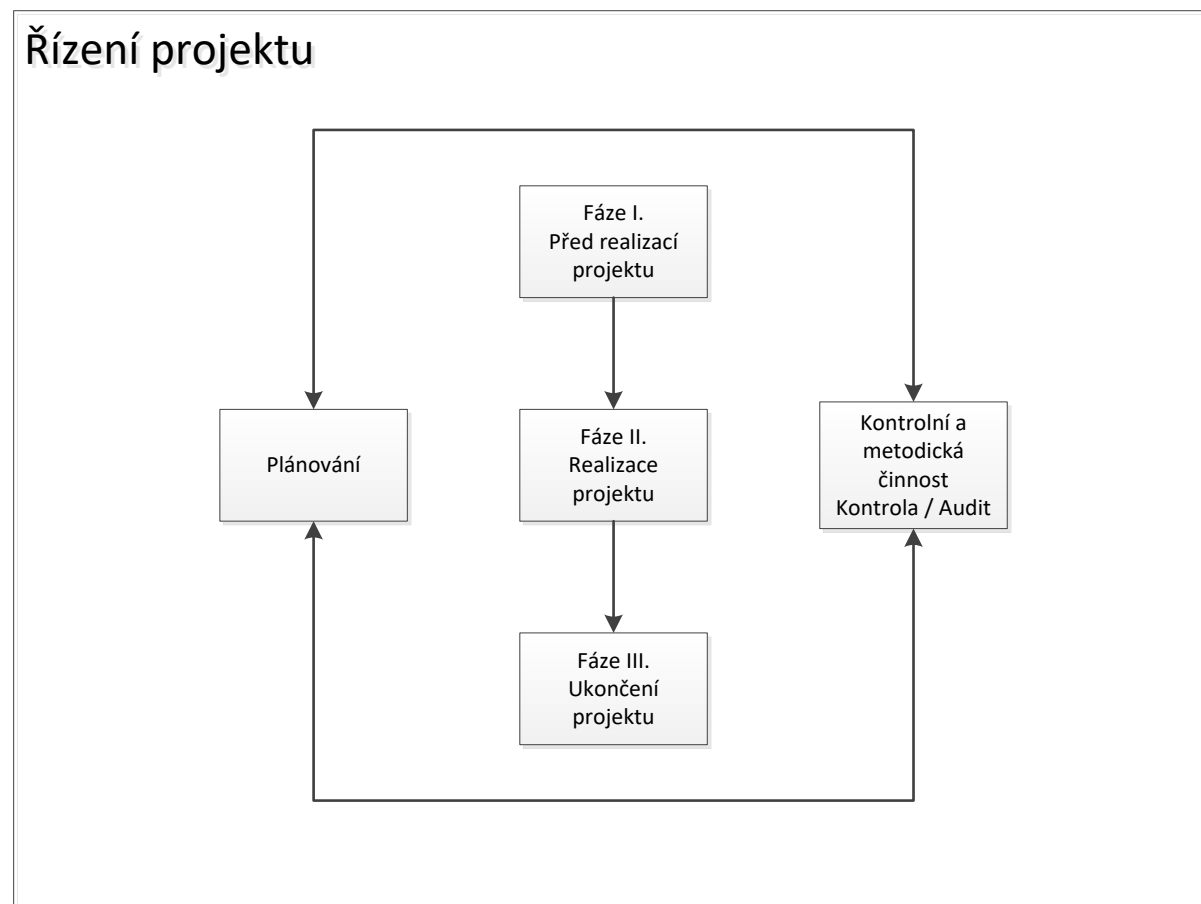 Řízení projektu
Fáze I.
Před realizací
projektu
Plánování
Fáze II.
Realizace
projektu
Kontrolní a
metodická
činnost
Kontrola / Audit
Fáze III.
Ukončení
projektu